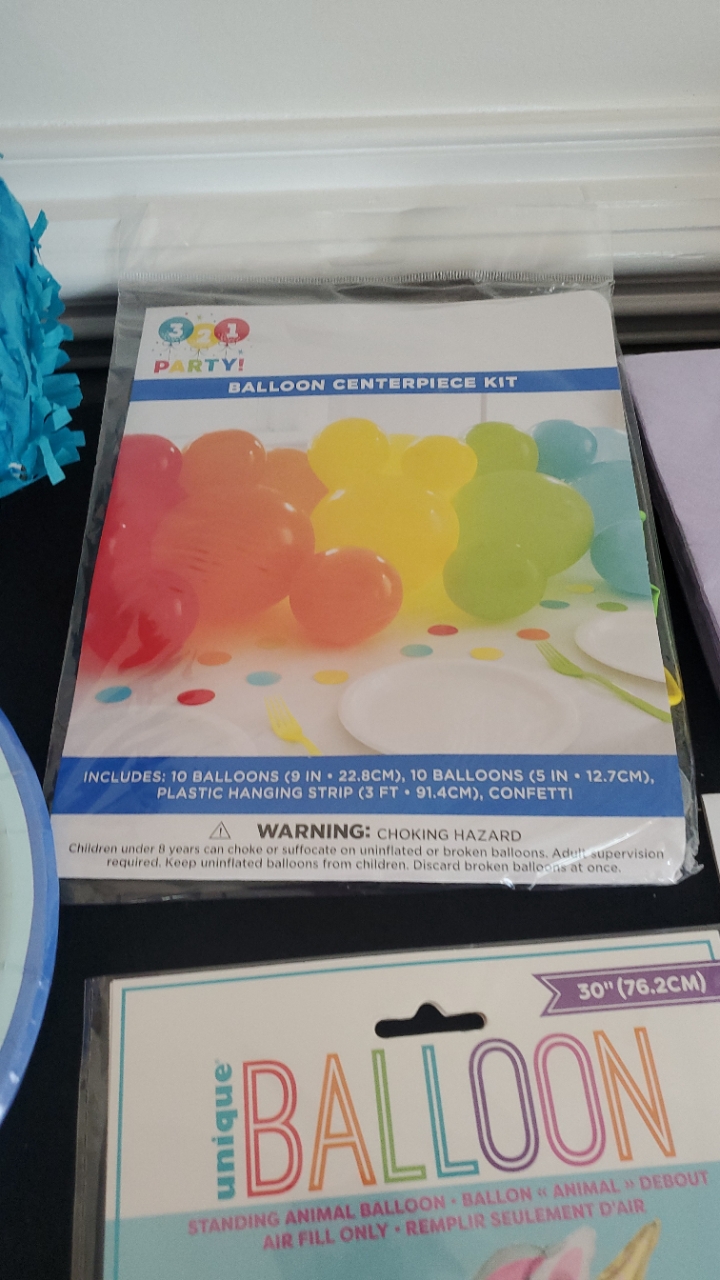 3 2 1
PARTY!
BALLOON CENTERPIECE KIT
INCLUDES: 10 BALLOONS (9 IN • 22.8CM), 10 BALLOONS (5 IN • 12.7CM),
PLASTIC HANGING STRIP (3 FT • 91.4CM), CONFETTI
WARNING: CHOKING HAZARD
Children under 8 years can choke or suffocate on uninflated or broken balloons. Adult supervision
required. Keep uninflated balloons from children. Discard broken balloons at once.
30" (76.2CM)
unique
BALLOON
STANDING ANIMAL BALLOON • BALLON « ANIMAL » DEBOUT
AIR FILL ONLY • REMPLIR SEULEMENT D'AIR